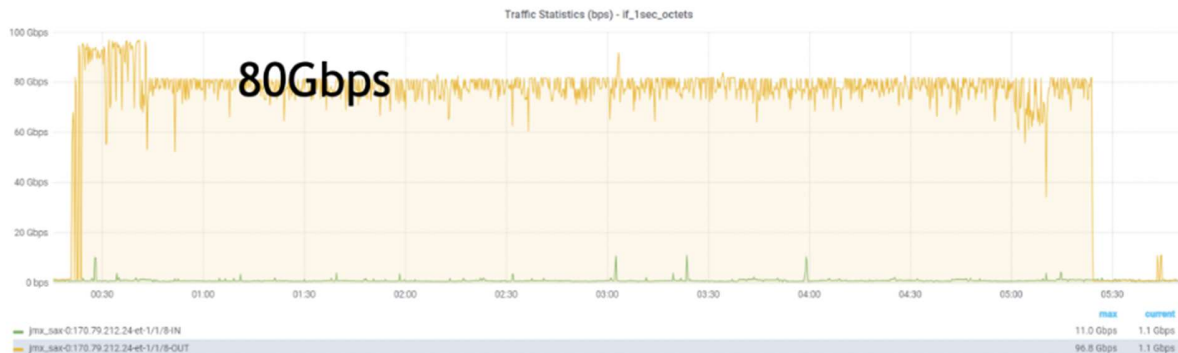 Traffic Statistics (bps) - if_1sec_octets
100 Gbps
80 Gbps
80Gbps
60 Gbps
40 Gbps
20 Gbps
0 bps
00:30 01:00 01:30 02:00 02:30 03:00 03:30 04:00 04:30 05:00 05:30
max current
jmx_sax-0:170.79.212.24-et-1/1/8-IN 11.0 Gbps 1.1 Gbps
jmx_sax-0:170.79.212.24-et-1/1/8-OUT 96.8 Gbps 1.1 Gbps